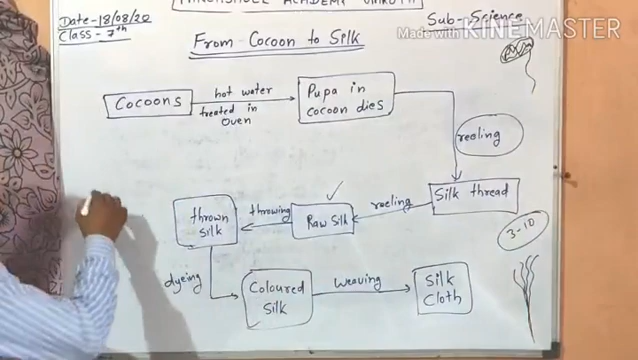 Date-18/08/20
Class-7th
ACADEMY
Sub-Science
Made with KINEMASTER
From Cocoon to Silk
Cocoons
hot water
treated in
oven
Pupa in
cocoon dies
reeling
Silk thread
reeling
Raw Silk
throwing
thrown
silk
3-10
dyeing
Coloured
Silk
Weaving
Silk
Cloth